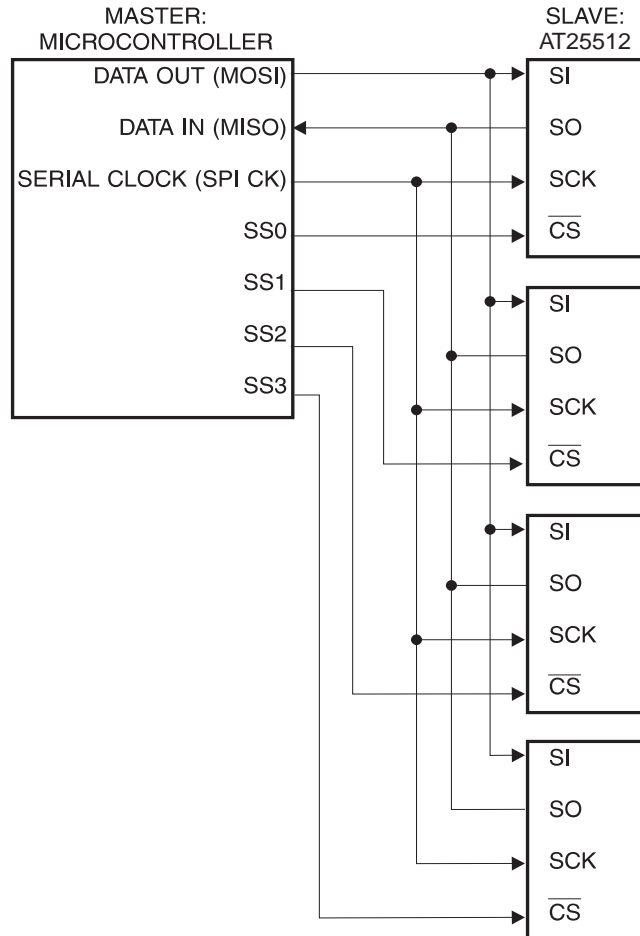 MASTER:
MICROCONTROLLER
SLAVE:
AT25512
DATA OUT (MOSI)
DATA IN (MISO)
SERIAL CLOCK (SPI CK)
SS0
SS1
SS2
SS3
SI
SO
SCK
CS
SI
SO
SCK
CS
SI
SO
SCK
CS
SI
SO
SCK
CS